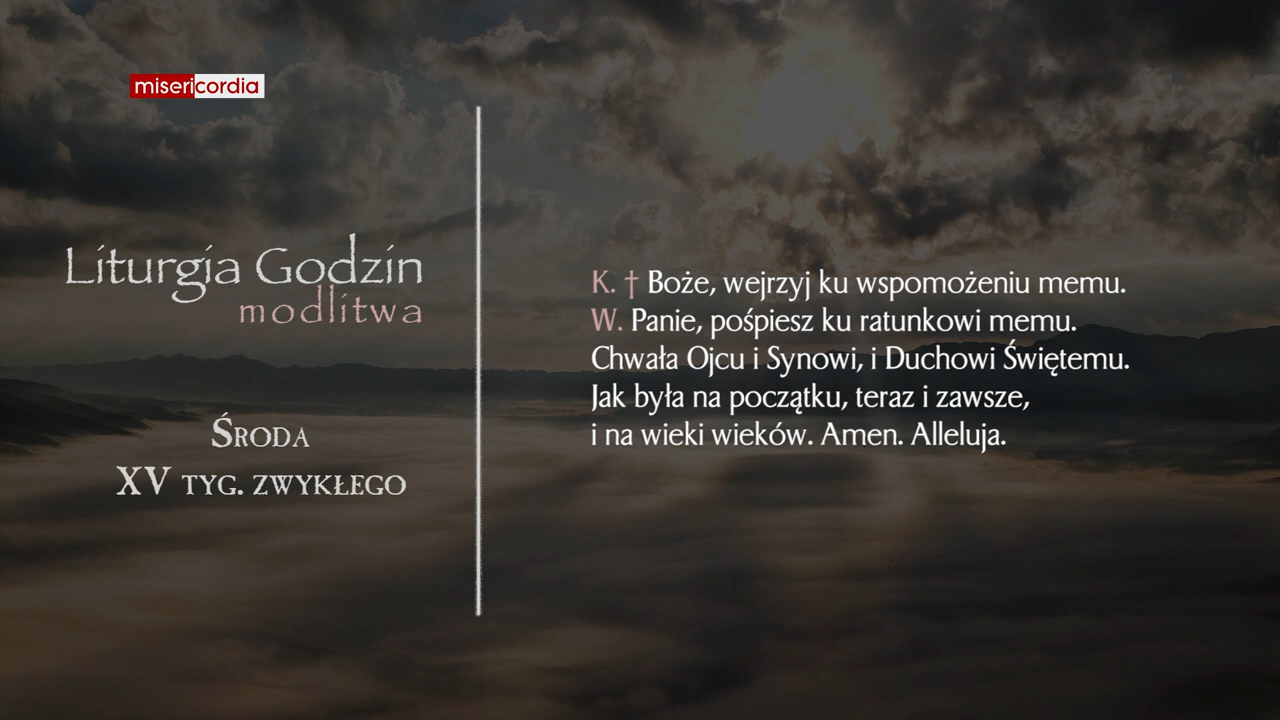 misericordia
Liturgia Godzin
modlitwa
Środa
XV tyg. zwykłego
K. † Boże, wejrzyj ku wspomożeniu memu.
W. Panie, pośpiesz ku ratunkowi memu.
Chwała Ojcu i Synowi, i Duchowi Świętemu.
Jak była na początku, teraz i zawsze,
i na wieki wieków. Amen. Alleluja.